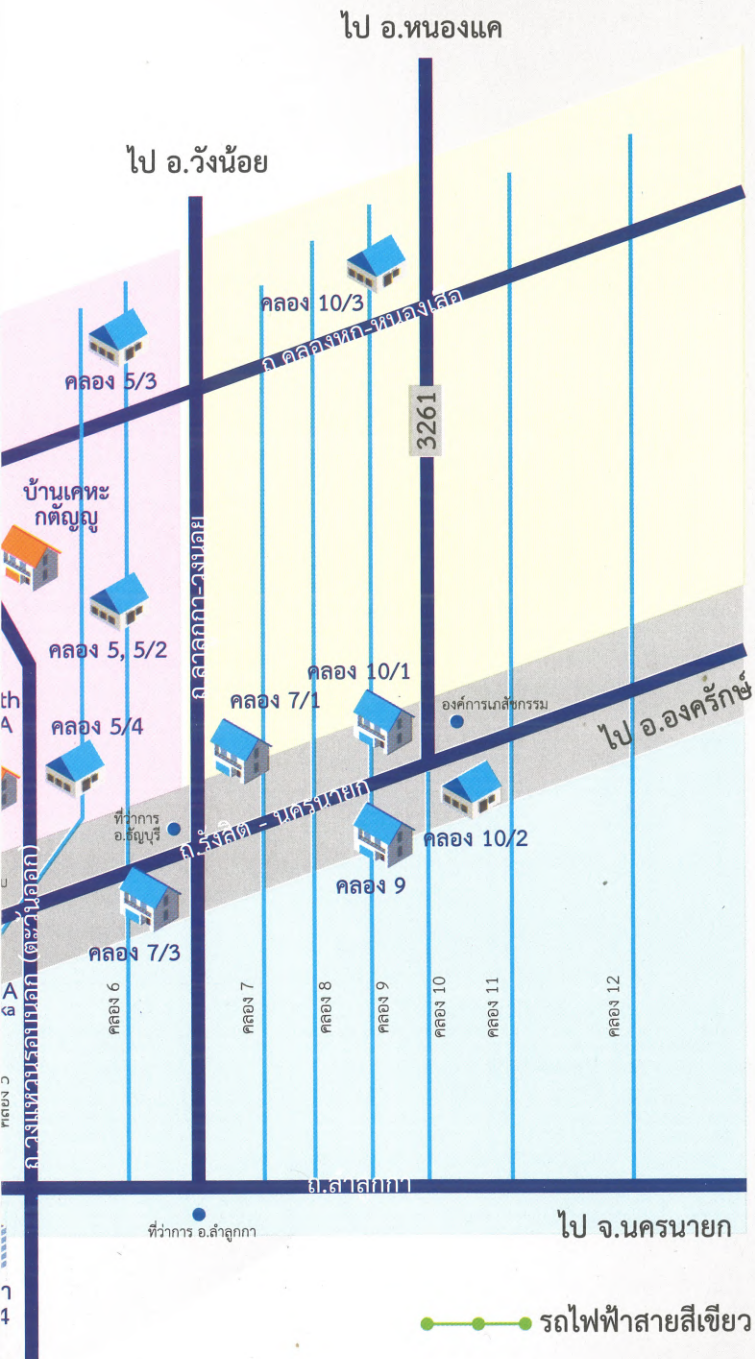 ไป อ.หนองแค
ไป อ.วังน้อย
คลอง 10/3
ถ.คลองหก-หนองเสือ
คลอง 5/3
3261
บ้านเคหะ
กตัญญู
ถ.ลำลูกกา-วังน้อย
คลอง 5, 5/2
คลอง 10/1
คลอง 7/1
องค์การเภสัชกรรม
th
A
คลอง 5/4
ไป อ.องครักษ์
ที่ว่าการ
อ.ธัญบุรี
ถ.รังสิต - นครนายก
คลอง 10/2
คลอง 9
คลอง 7/3
ถ.วงแหวนรอบนอก (ตะวันออก)
A
ka
คลอง 5
คลอง 6
คลอง 7
คลอง 8
คลอง 9
คลอง 10
คลอง 11
คลอง 12
ถ.ลำลูกกา
ที่ว่าการ อ.ลำลูกกา
ไป จ.นครนายก
4
รถไฟฟ้าสายสีเขียว